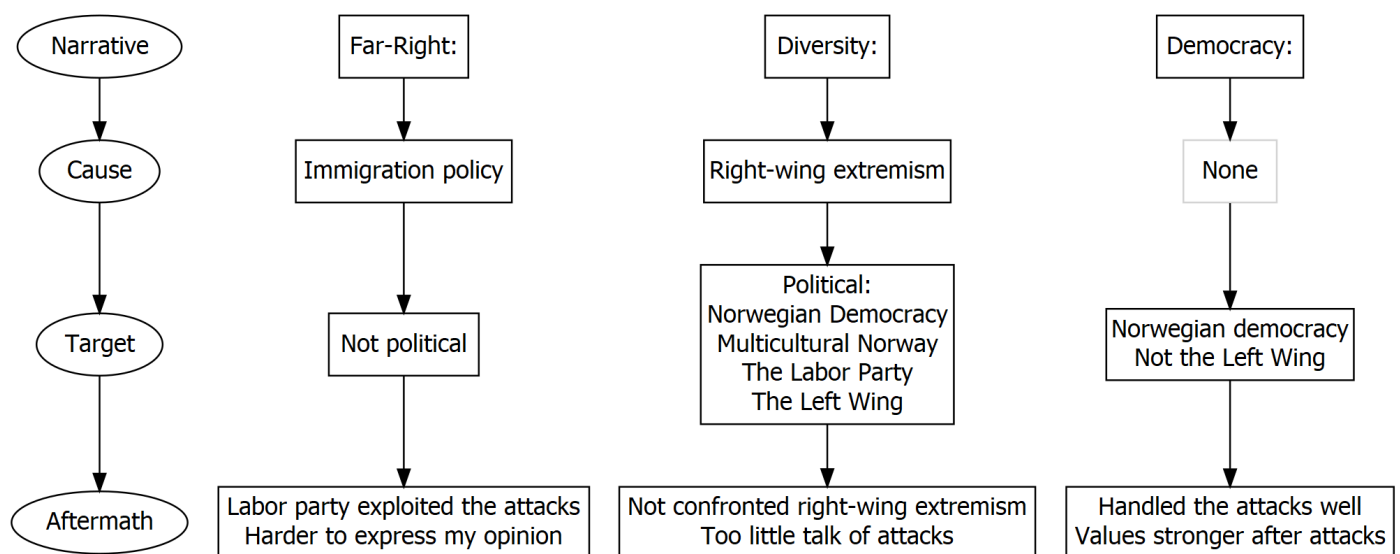 Narrative
Far-Right:
Diversity:
Democracy:
Cause
Immigration policy
Right-wing extremism
None
Target
Not political
Political:
Norwegian Democracy
Multicultural Norway
The Labor Party
The Left Wing
Norwegian democracy
Not the Left Wing
Aftermath
Labor party exploited the attacks
Harder to express my opinion
Not confronted right-wing extremism
Too little talk of attacks
Handled the attacks well
Values stronger after attacks